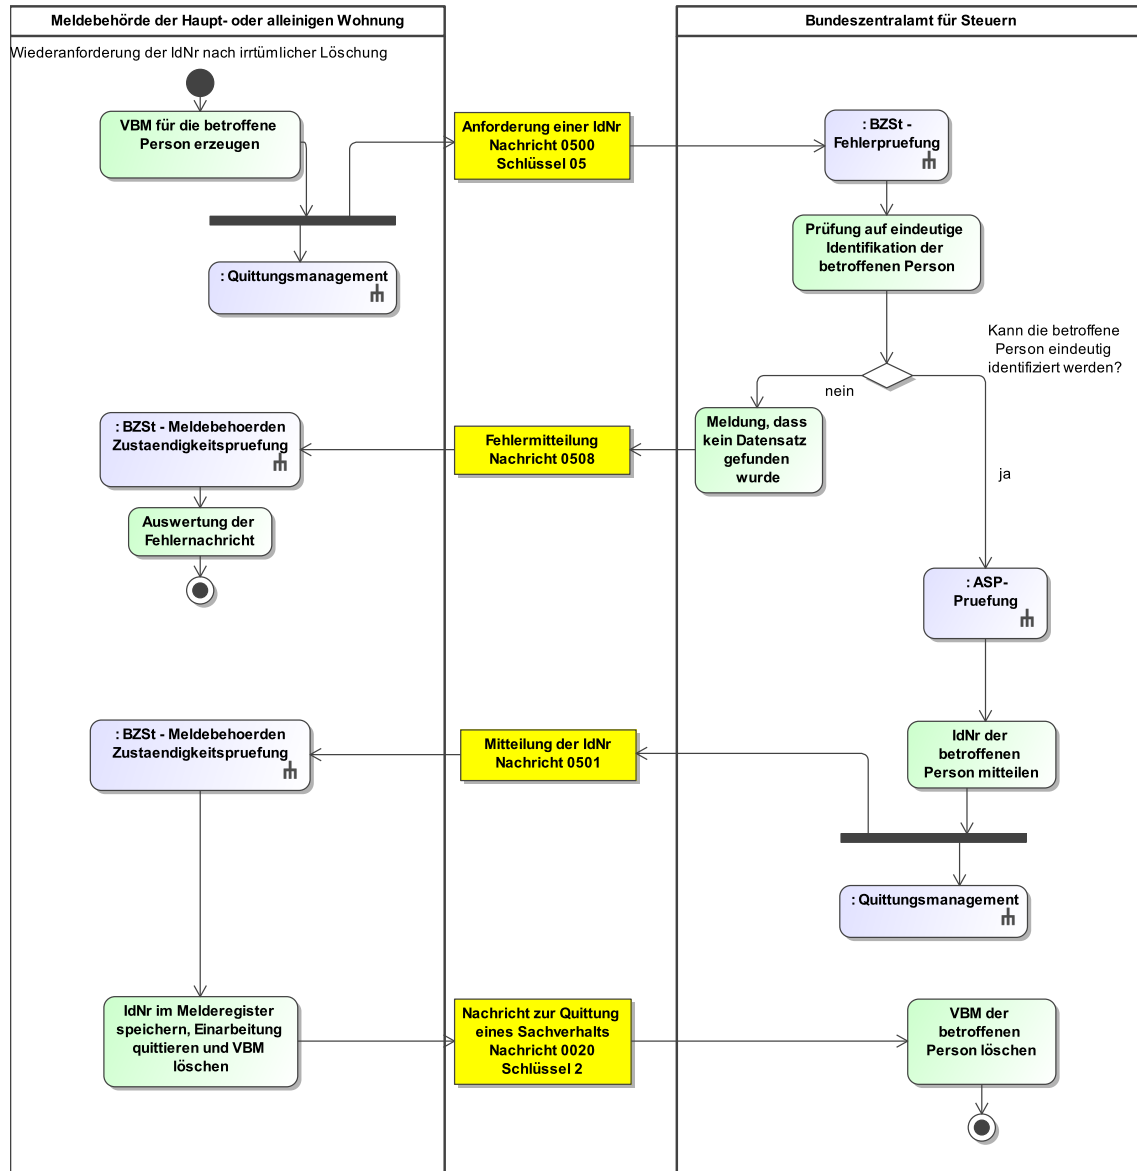 Meldebehörde der Haupt- oder alleinigen Wohnung
Bundeszentralamt für Steuern
Wiederanforderung der IdNr nach irrtümlicher Löschung
VBM für die betroffene
Person erzeugen
Anforderung einer IdNr
Nachricht 0500
Schlüssel 05
: BZSt -
Fehlerpruefung
: Quittungsmanagement
Prüfung auf eindeutige
Identifikation der
betroffenen Person
Kann die betroffene
Person eindeutig
identifiziert werden?
nein
ja
: BZSt - Meldebehoerden
Zustaendigkeitspruefung
Fehlermitteilung
Nachricht 0508
Meldung, dass
kein Datensatz
gefunden
wurde
Auswertung der
Fehlernachricht
: ASP-
Pruefung
: BZSt - Meldebehoerden
Zustaendigkeitspruefung
Mitteilung der IdNr
Nachricht 0501
IdNr der
betroffenen
Person mitteilen
: Quittungsmanagement
IdNr im Melderegister
speichern, Einarbeitung
quittieren und VBM
löschen
Nachricht zur Quittung
eines Sachverhalts
Nachricht 0020
Schlüssel 2
VBM der
betroffenen
Person löschen